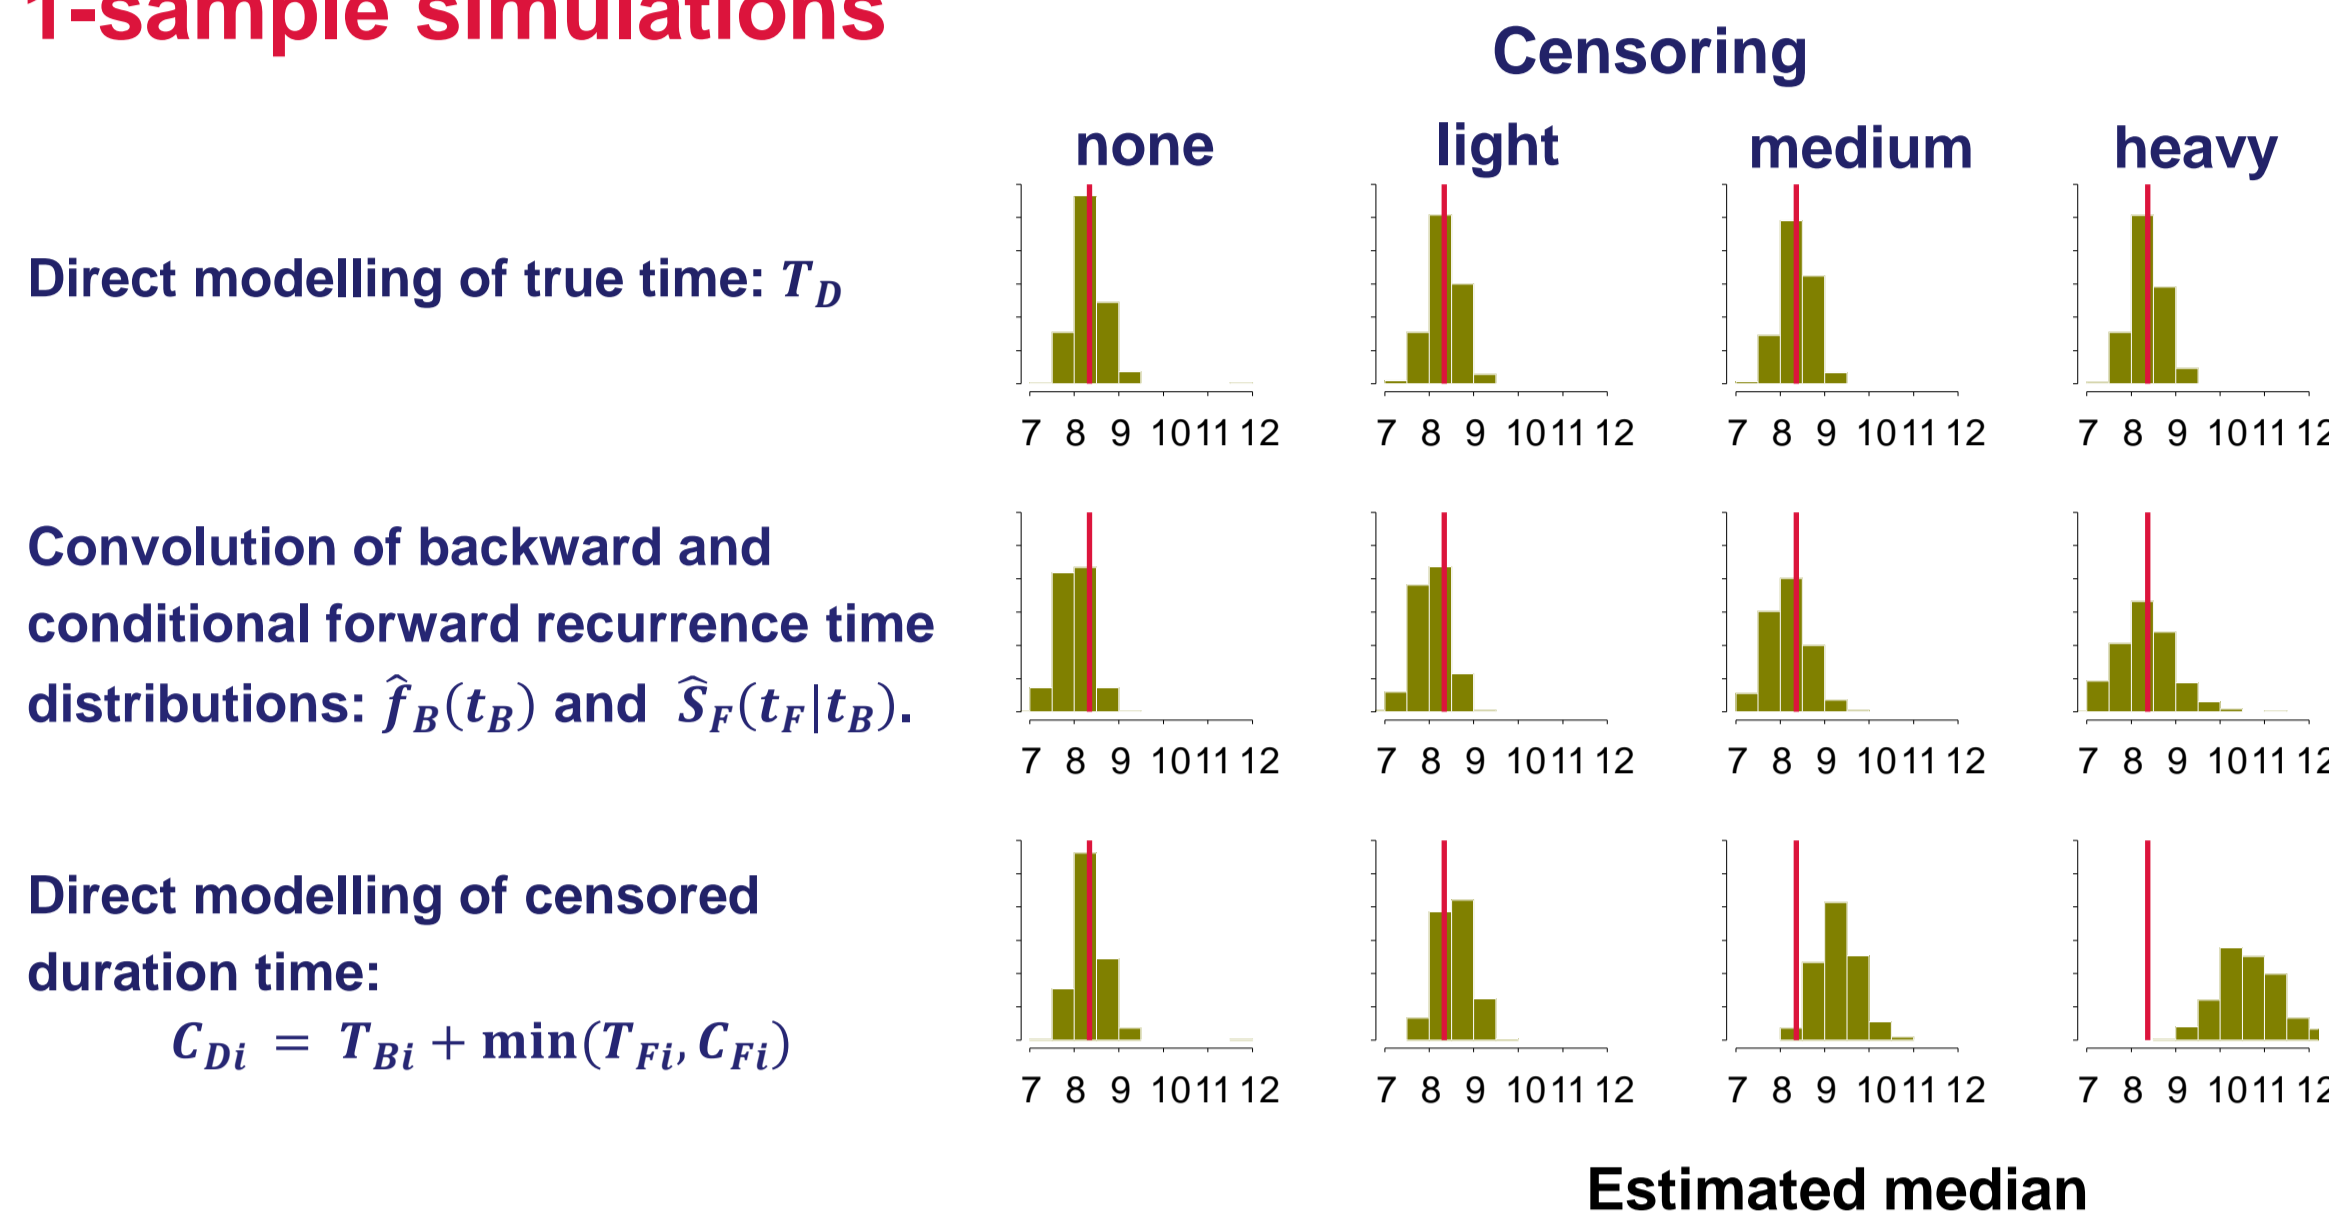 1-sample simulations
Censoring
none light medium heavy
Direct modelling of true time: T_D
7 8 9 10 11 12 7 8 9 10 11 12 7 8 9 10 11 12 7 8 9 10 11 12
Convolution of backward and
conditional forward recurrence time
distributions: f̂_B(t_B) and Ŝ_F(t_F|t_B).
7 8 9 10 11 12 7 8 9 10 11 12 7 8 9 10 11 12 7 8 9 10 11 12
Direct modelling of censored
duration time:
C_Di = T_Bi + min(T_Fi, C_Fi)
7 8 9 10 11 12 7 8 9 10 11 12 7 8 9 10 11 12 7 8 9 10 11 12
Estimated median